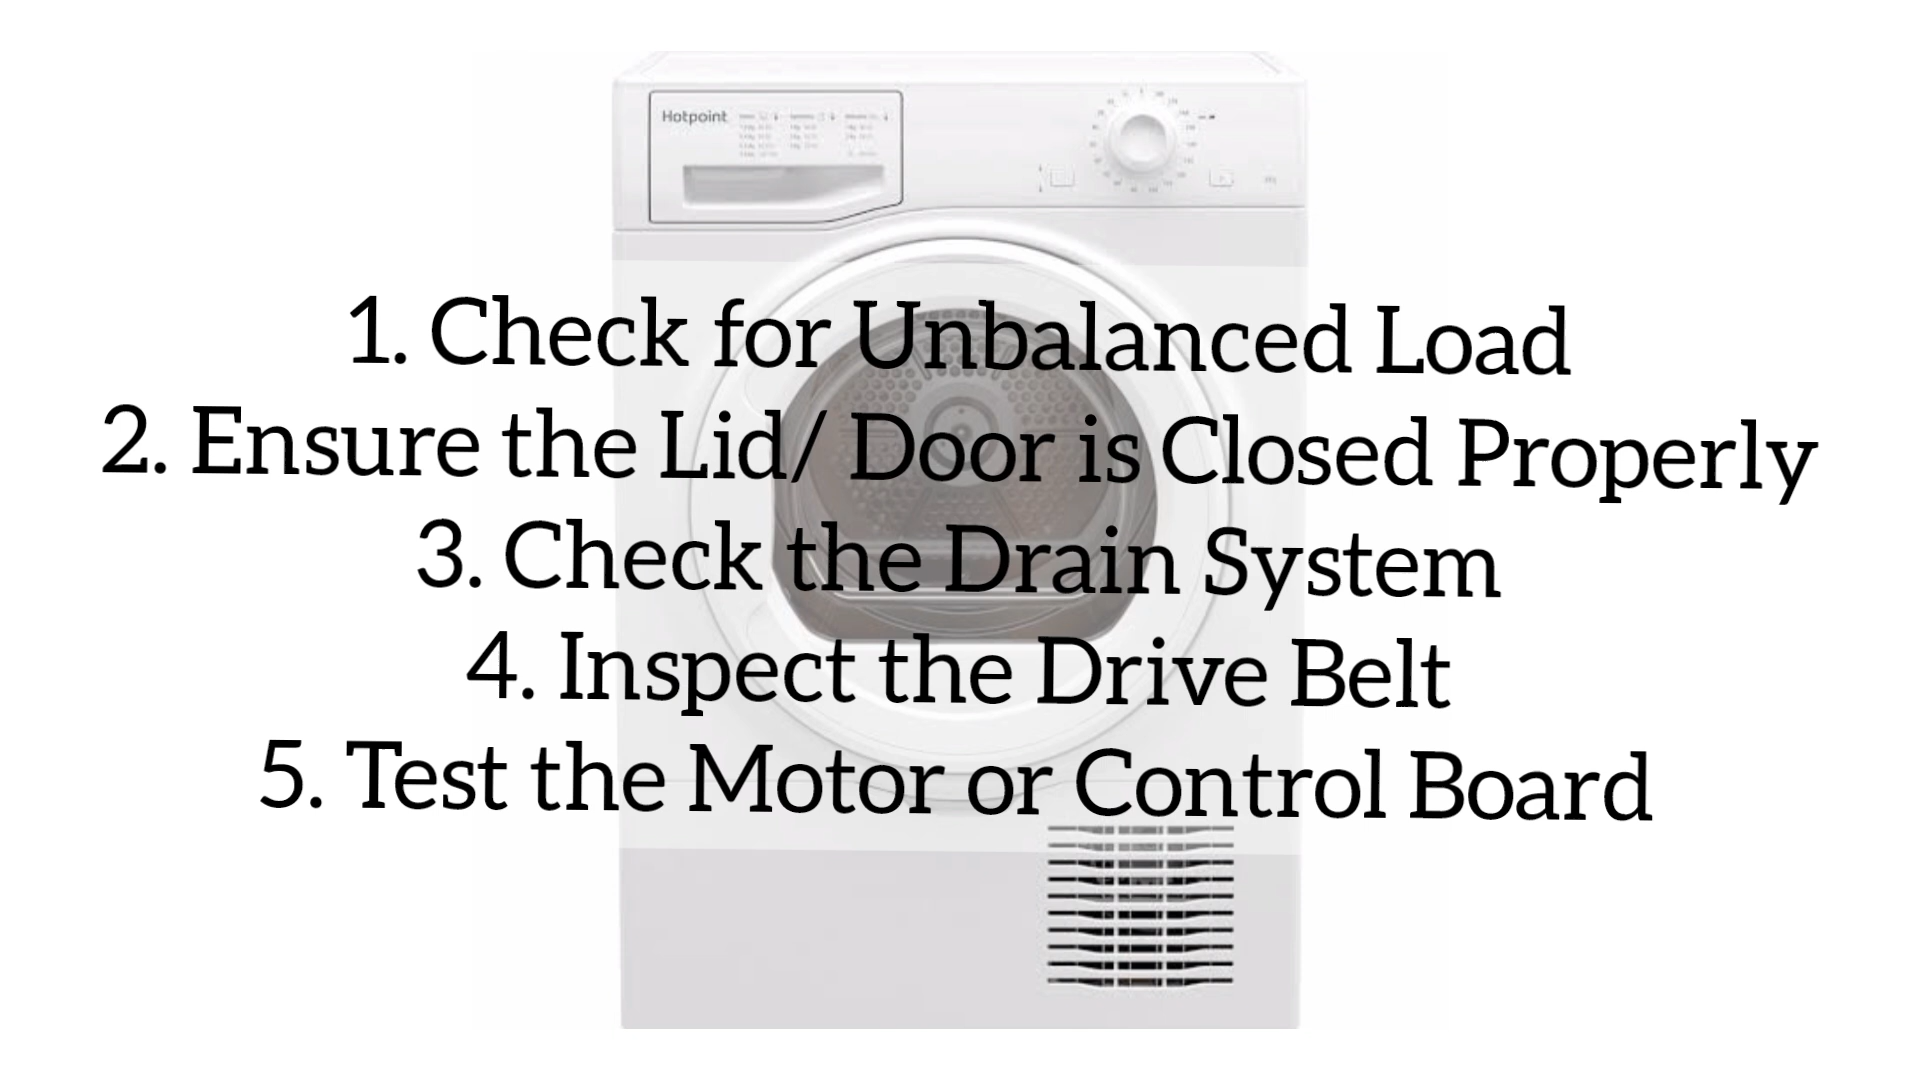 Hotpoint
1. Check for Unbalanced Load
2. Ensure the Lid/ Door is Closed Properly
3. Check the Drain System
4. Inspect the Drive Belt
5. Test the Motor or Control Board